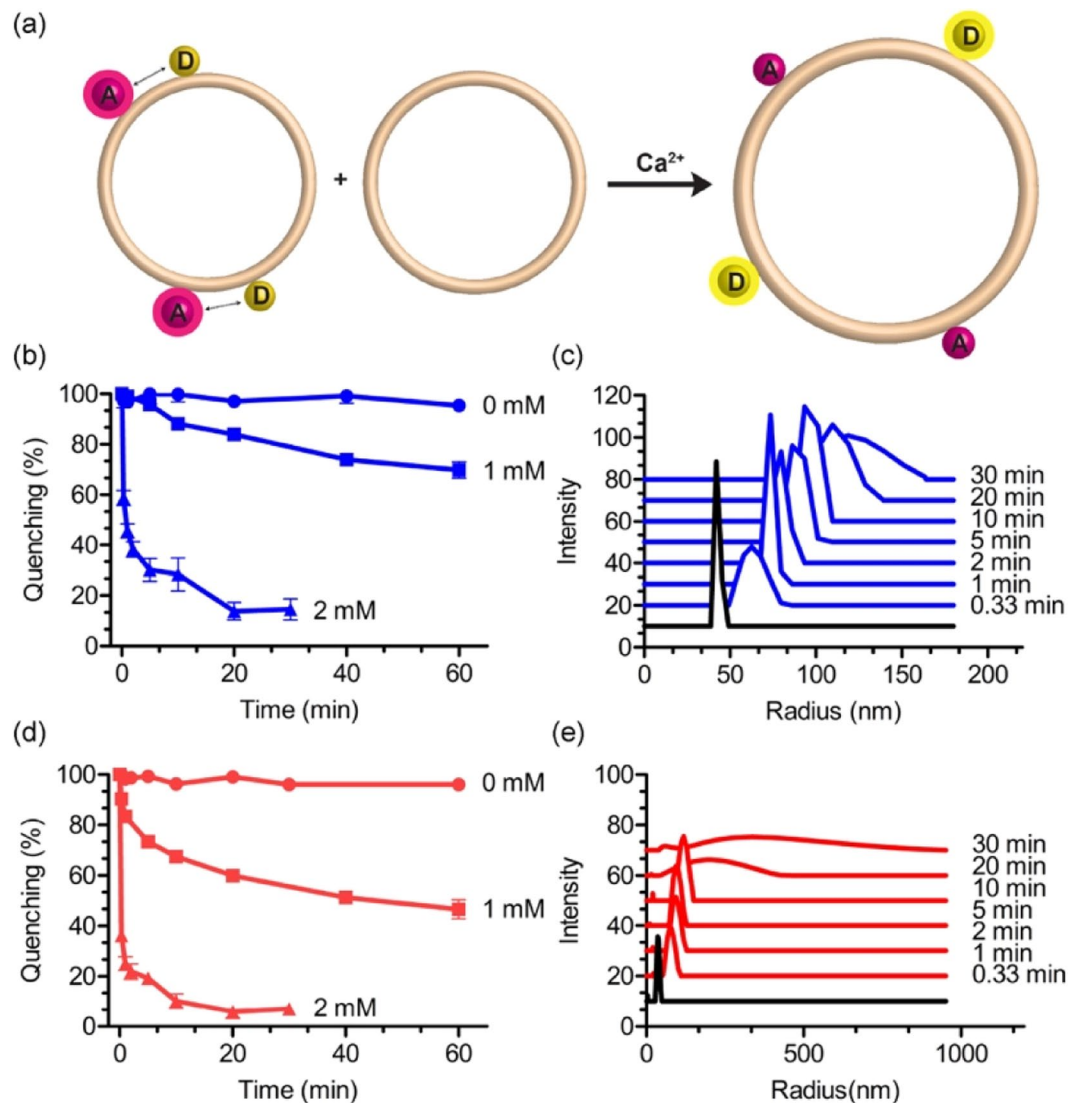 (a)
A D
A D
+
Ca²⁺
A D
D A
(b)
Quenching (%)
100
80
60
40
20
0
0 mM
1 mM
2 mM
0 20 40 60
Time (min)
(c)
Intensity
120
100
80
60
40
20
0
30 min
20 min
10 min
5 min
2 min
1 min
0.33 min
0 50 100 150 200
Radius (nm)
(d)
Quenching (%)
100
80
60
40
20
0
0 mM
1 mM
2 mM
0 20 40 60
Time (min)
(e)
Intensity
100
80
60
40
20
0
30 min
20 min
10 min
5 min
2 min
1 min
0.33 min
0 500 1000
Radius(nm)